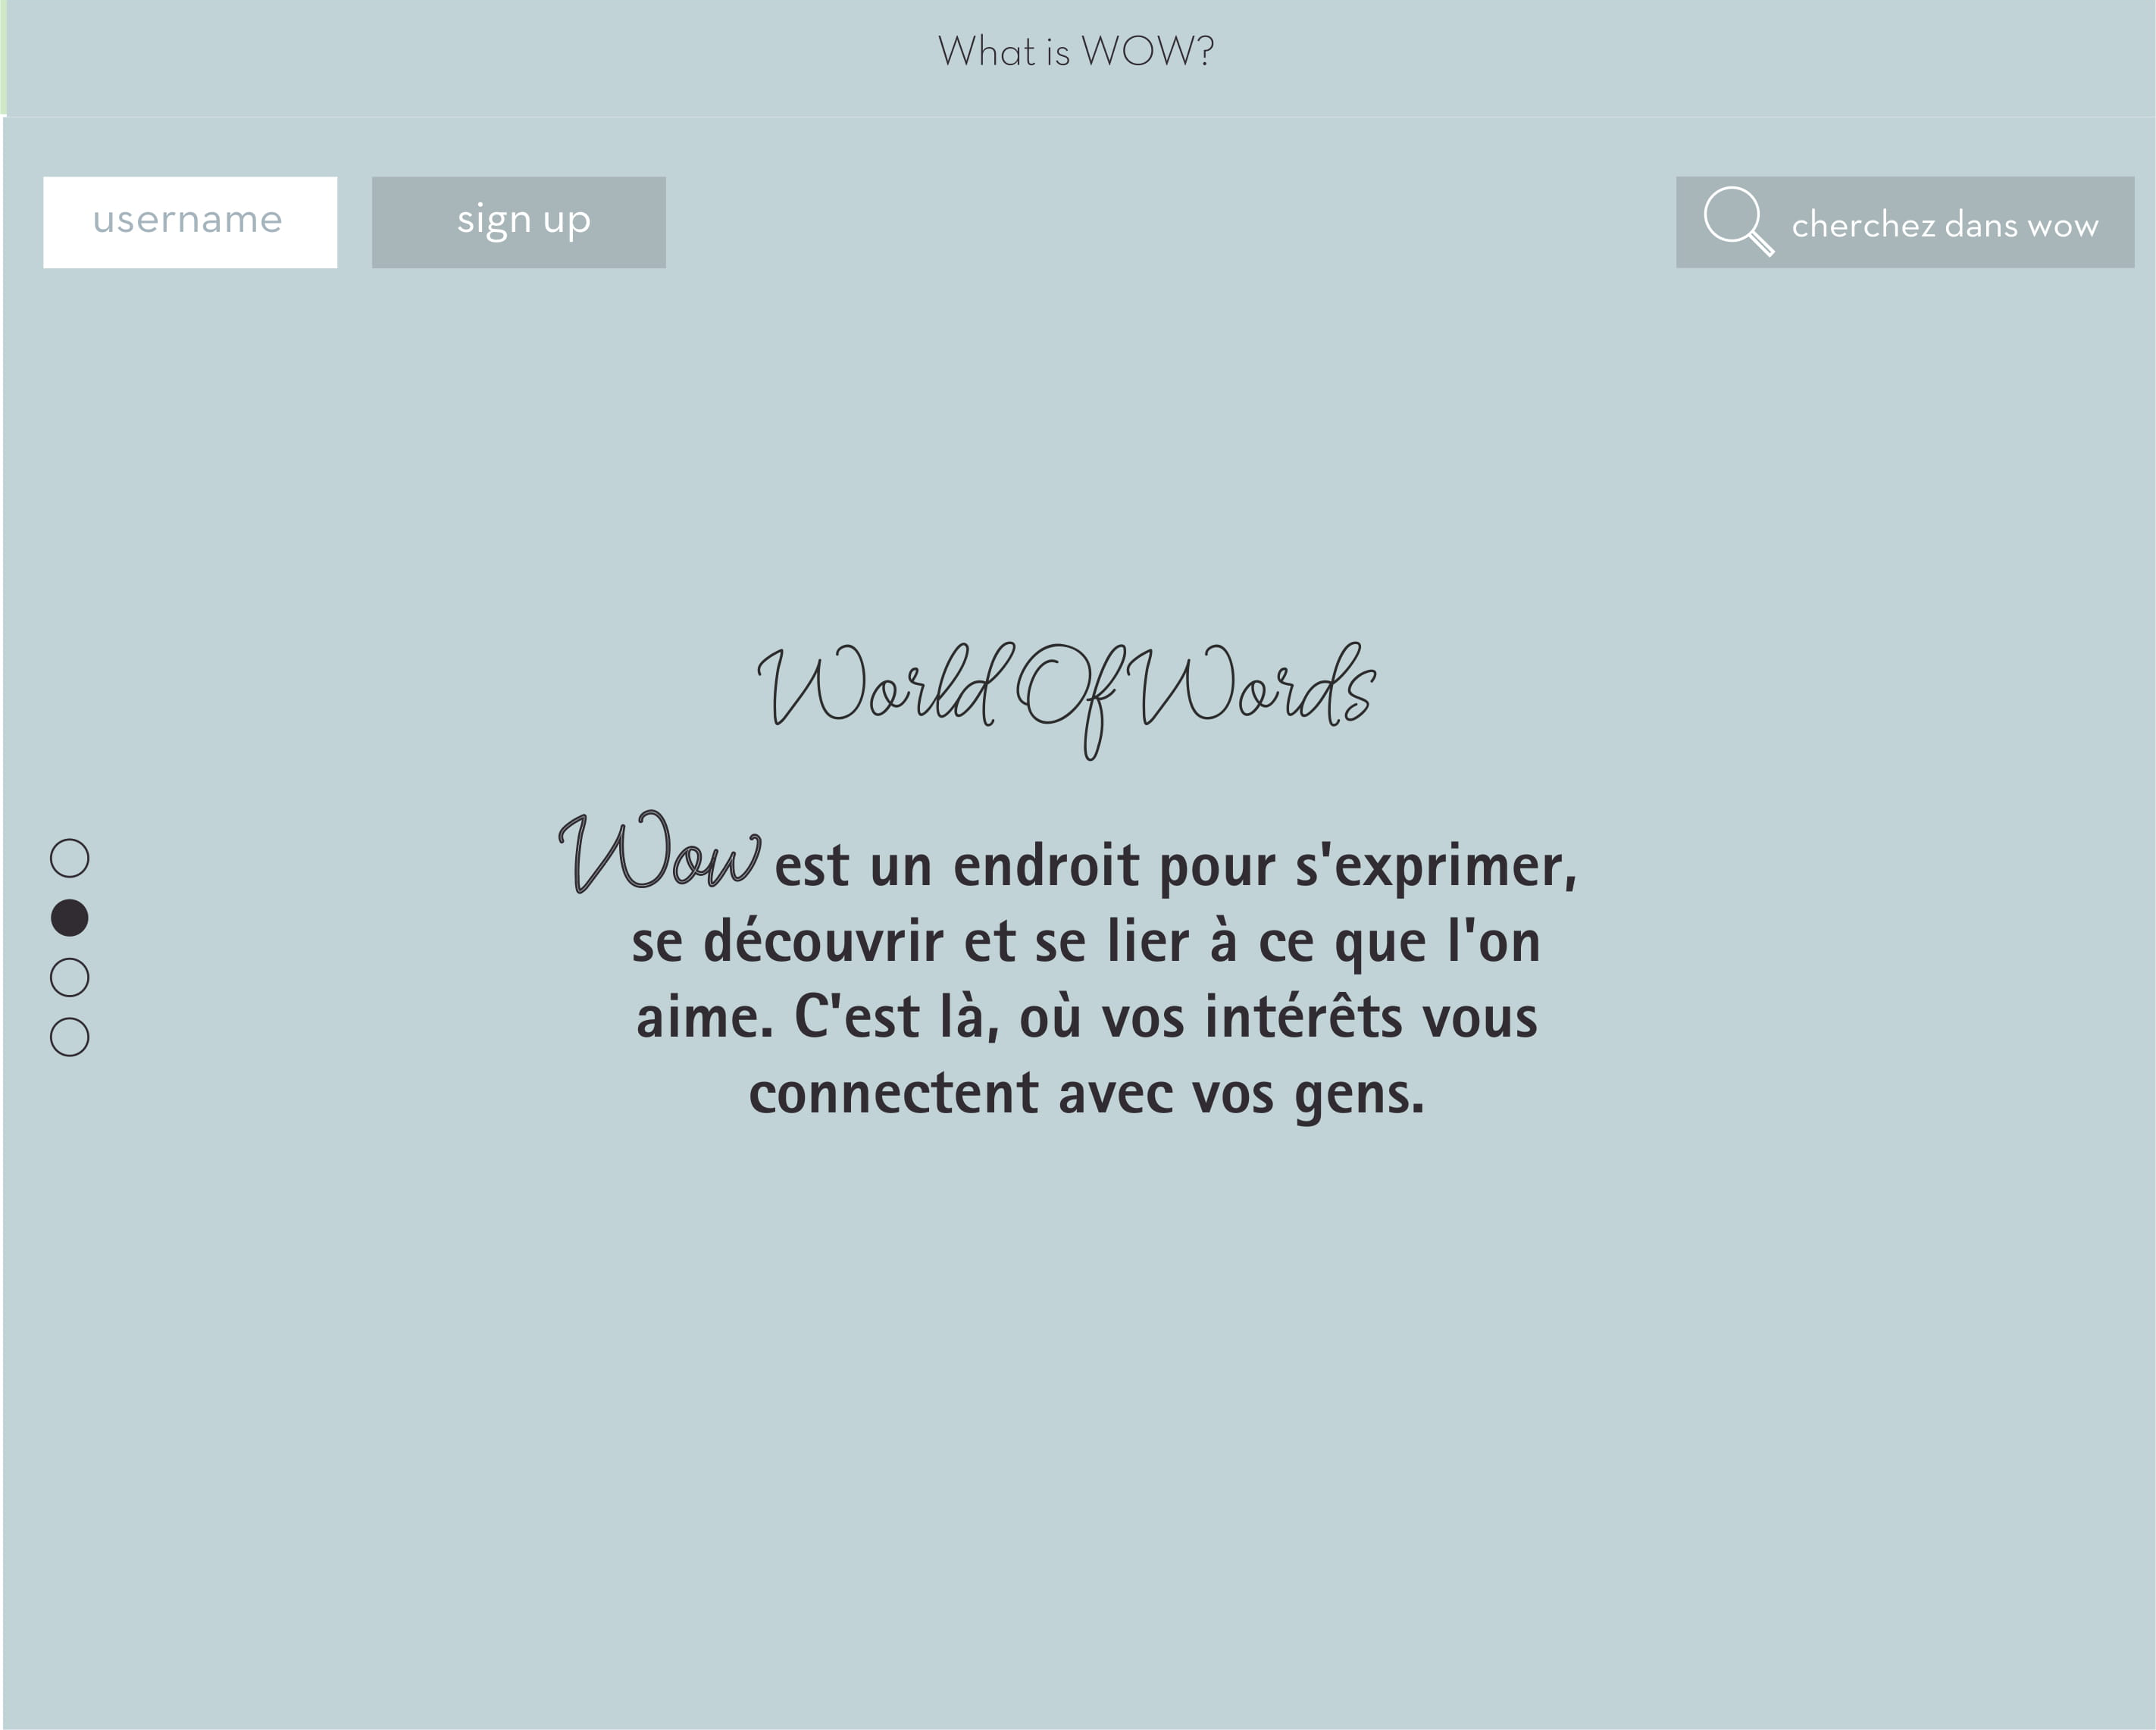 What is WOW?
username
sign up
cherchez dans wow
World Of Words
Wow est un endroit pour s'exprimer,
se découvrir et se lier à ce que l'on
aime. C'est là, où vos intérêts vous
connectent avec vos gens.